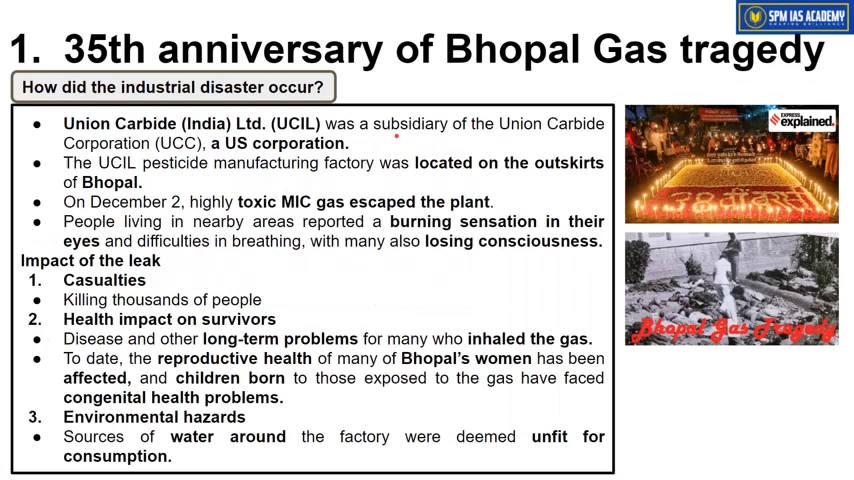 SPM IAS ACADEMY
SHAPING BRILLIANCE
1. 35th anniversary of Bhopal Gas tragedy
How did the industrial disaster occur?
● Union Carbide (India) Ltd. (UCIL) was a subsidiary of the Union Carbide
Corporation (UCC), a US corporation.
● The UCIL pesticide manufacturing factory was located on the outskirts
of Bhopal.
● On December 2, highly toxic MIC gas escaped the plant.
● People living in nearby areas reported a burning sensation in their
eyes and difficulties in breathing, with many also losing consciousness.
Impact of the leak
1. Casualties
● Killing thousands of people
2. Health impact on survivors
● Disease and other long-term problems for many who inhaled the gas.
● To date, the reproductive health of many of Bhopal's women has been
affected, and children born to those exposed to the gas have faced
congenital health problems.
3. Environmental hazards
● Sources of water around the factory were deemed unfit for
consumption.
EXPRESS
explained.
Bhopal Gas Tragedy